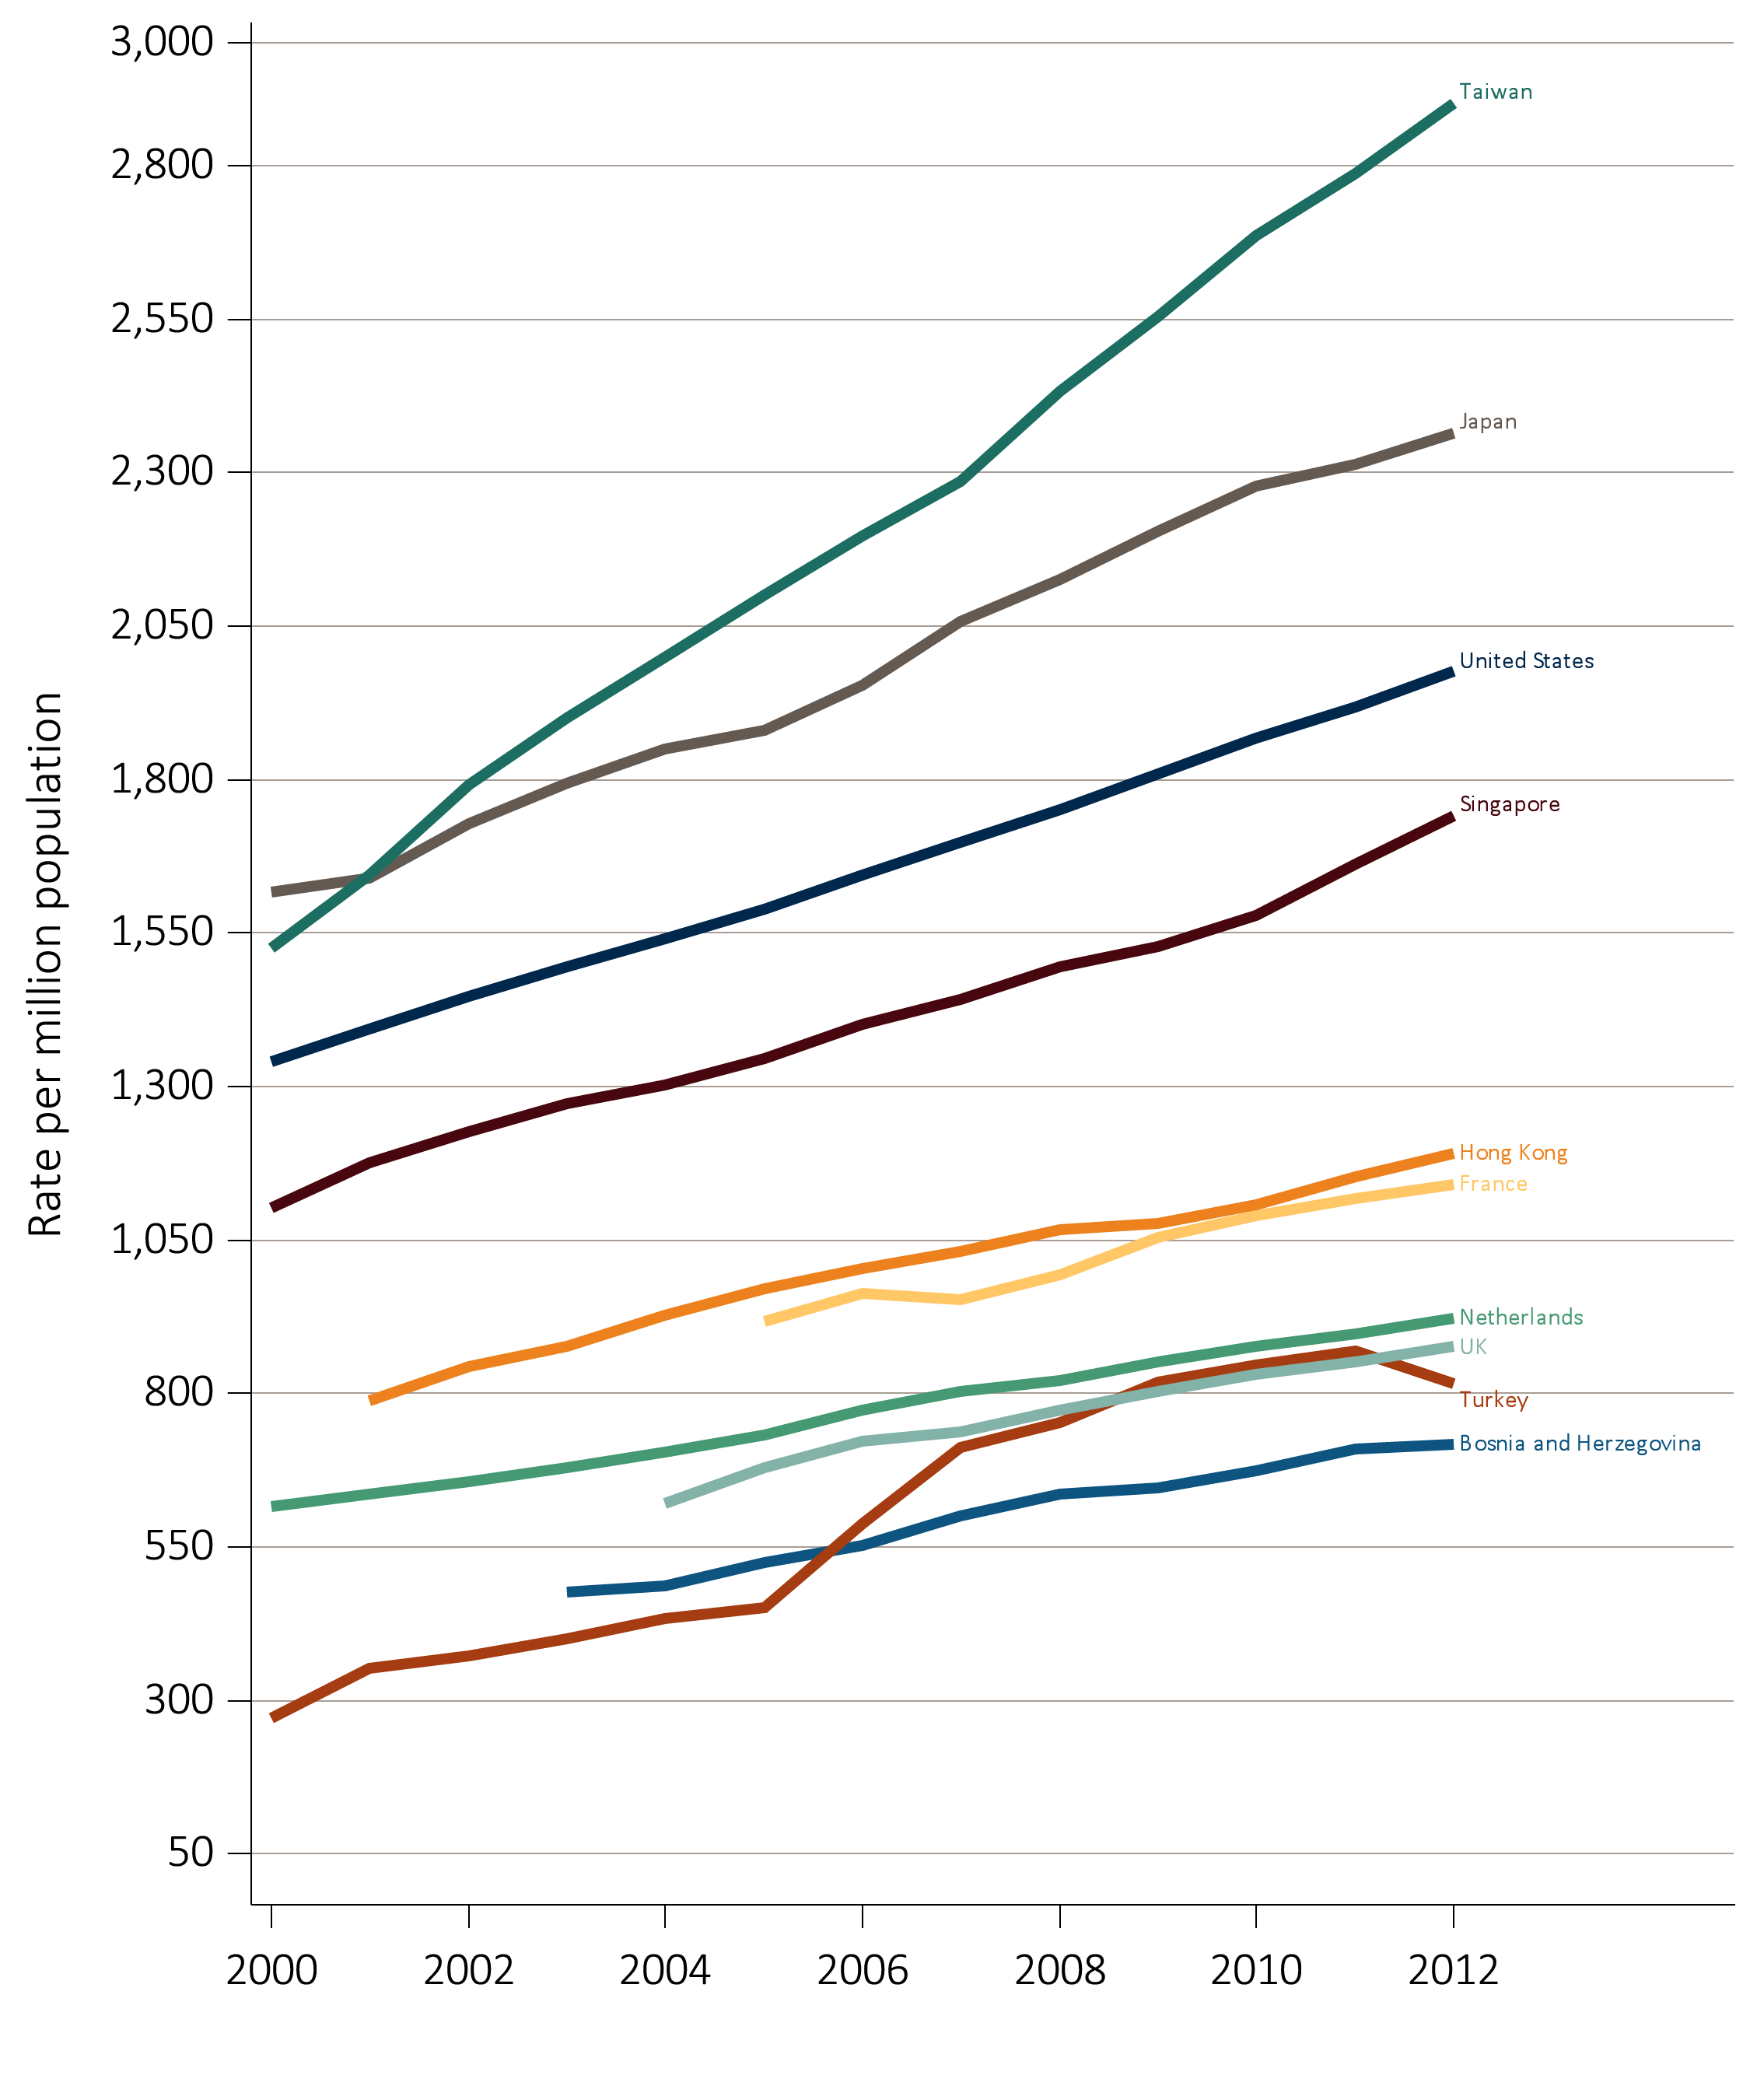 3,000
Taiwan
2,800
2,550
Japan
2,300
2,050
United States
1,800
Singapore
1,550
1,300
Hong Kong
France
1,050
Netherlands
UK
800
Turkey
Bosnia and Herzegovina
550
300
50
Rate per million population
2000 2002 2004 2006 2008 2010 2012